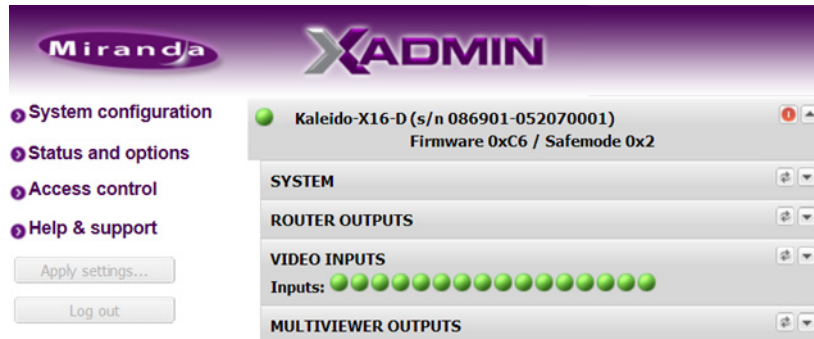 Miranda
XADMIN
System configuration
Status and options
Access control
Help & support
Apply settings...
Log out
Kaleido-X16-D (s/n 086901-052070001)
Firmware 0xC6 / Safemode 0x2
SYSTEM
ROUTER OUTPUTS
VIDEO INPUTS
Inputs:
MULTIVIEWER OUTPUTS